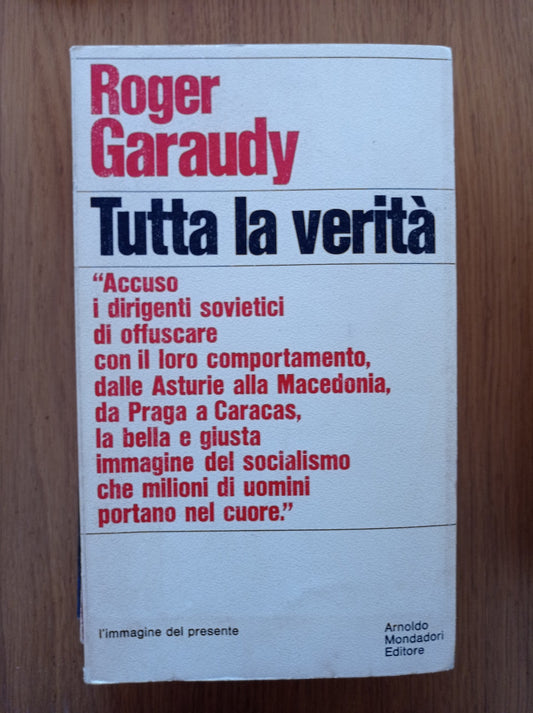 Roger
Garaudy
Tutta la verità
“Accuso
i dirigenti sovietici
di offuscare
con il loro comportamento,
dalle Asturie alla Macedonia,
da Praga a Caracas,
la bella e giusta
immagine del socialismo
che milioni di uomini
portano nel cuore.”
l'immagine del presente
Arnoldo
Mondadori
Editore